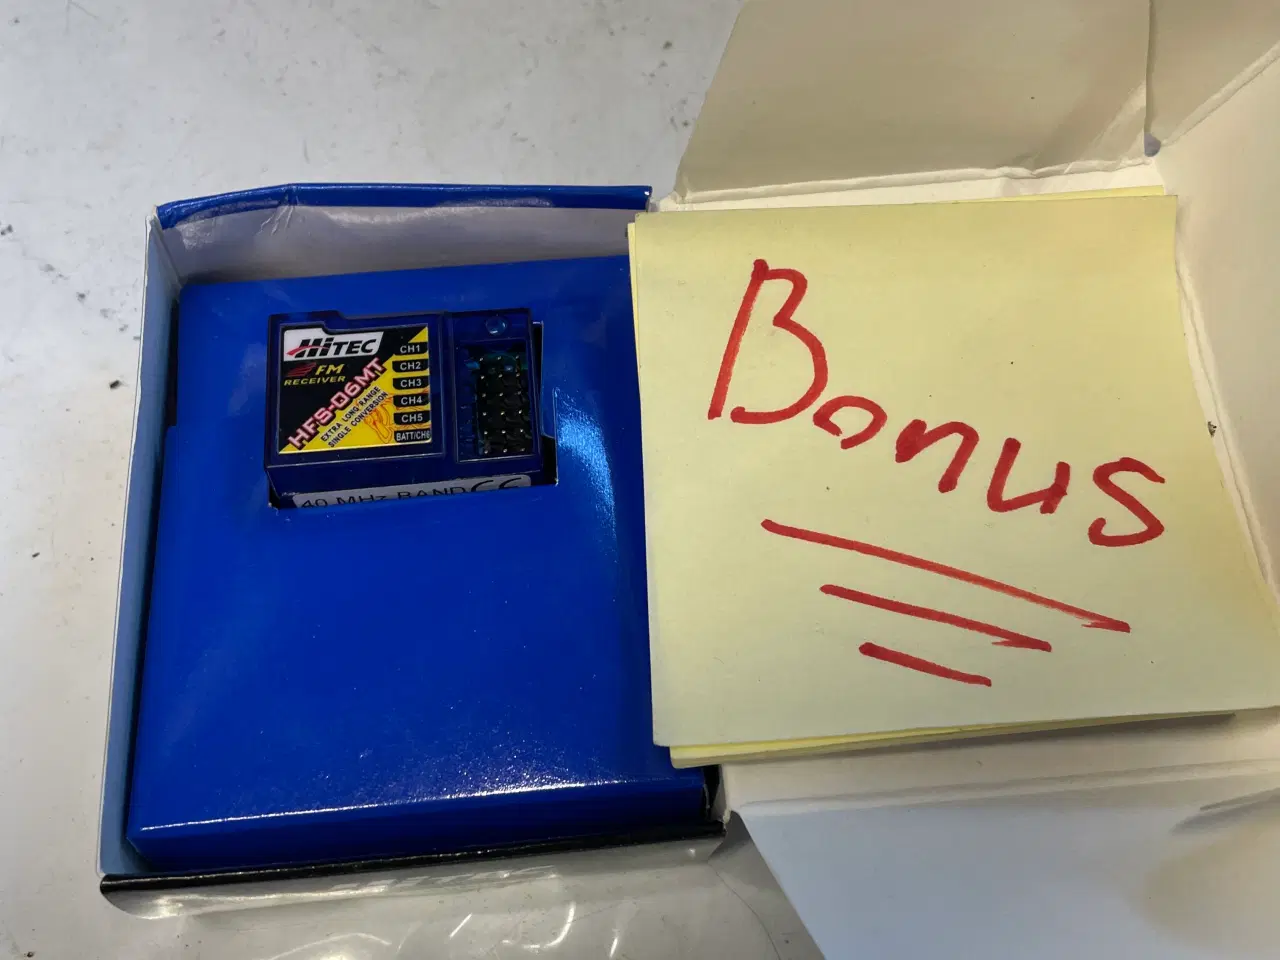 HiTEC
FM
RECEIVER
HFS-06MT
EXTRA LONG RANGE
SINGLE CONVERSION
CH1
CH2
CH3
CH4
CH5
BATT/CH6
40 MHz BAND CE
Bonus